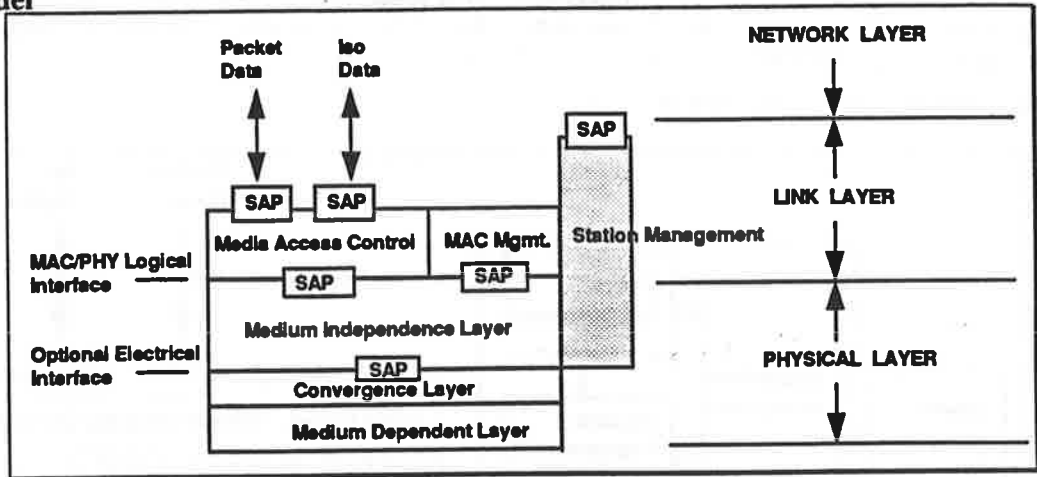 Packet
Data
Iso
Data
NETWORK LAYER
SAP
SAP
SAP
LINK LAYER
Media Access Control
MAC Mgmt.
Station Management
MAC/PHY Logical
Interface
SAP
SAP
Medium Independence Layer
Optional Electrical
Interface
SAP
PHYSICAL LAYER
Convergence Layer
Medium Dependent Layer